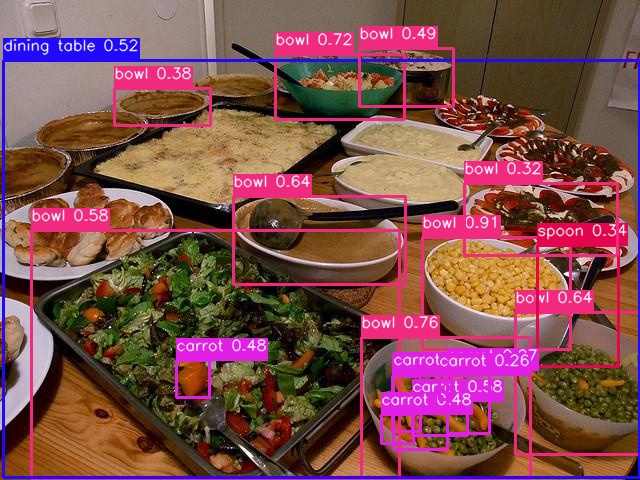 bowl 0.72
bowl 0.49
dining table 0.52
bowl 0.38
bowl 0.32
bowl 0.64
bowl 0.58
bowl 0.91
spoon 0.34
bowl 0.64
bowl 0.76
carrot 0.48
carrot
carrot 0.26
carrot 0.58
carrot 0.48